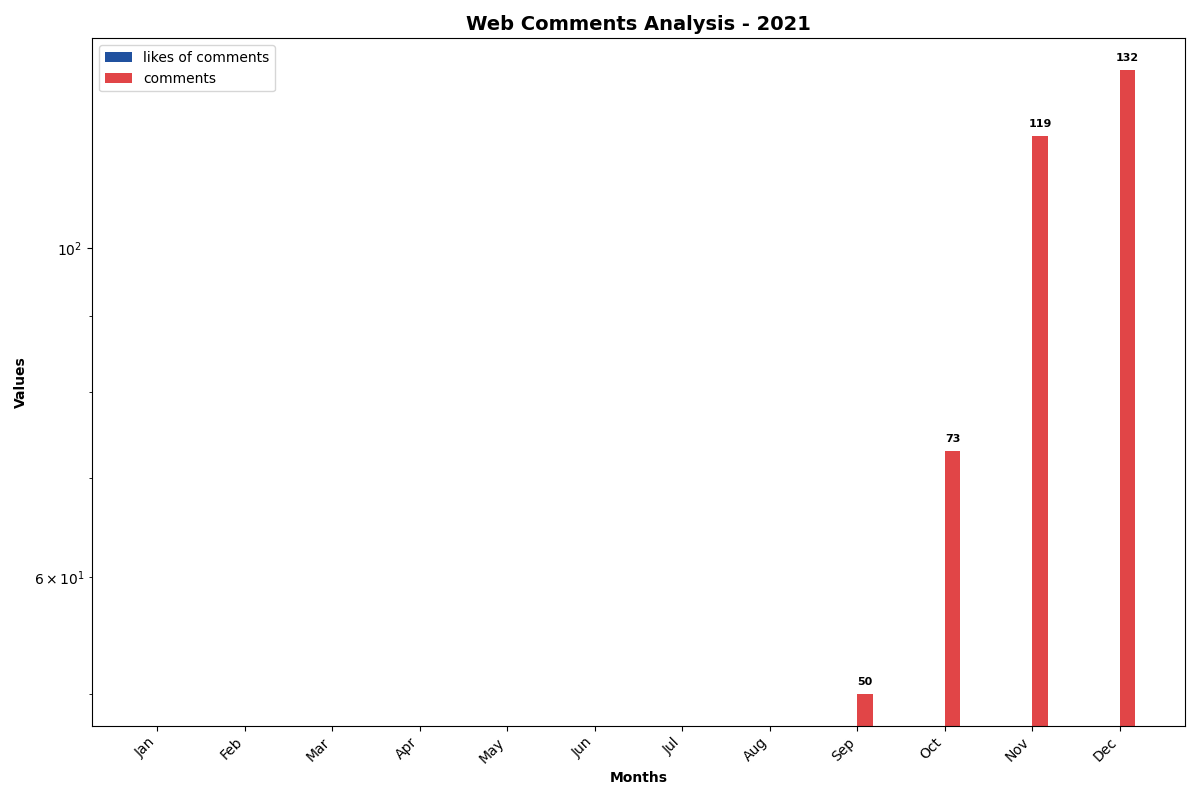 Web Comments Analysis - 2021
likes of comments
comments
132
119
10²
Values
73
6 × 10¹
50
Jan
Feb
Mar
Apr
May
Jun
Jul
Aug
Sep
Oct
Nov
Dec
Months